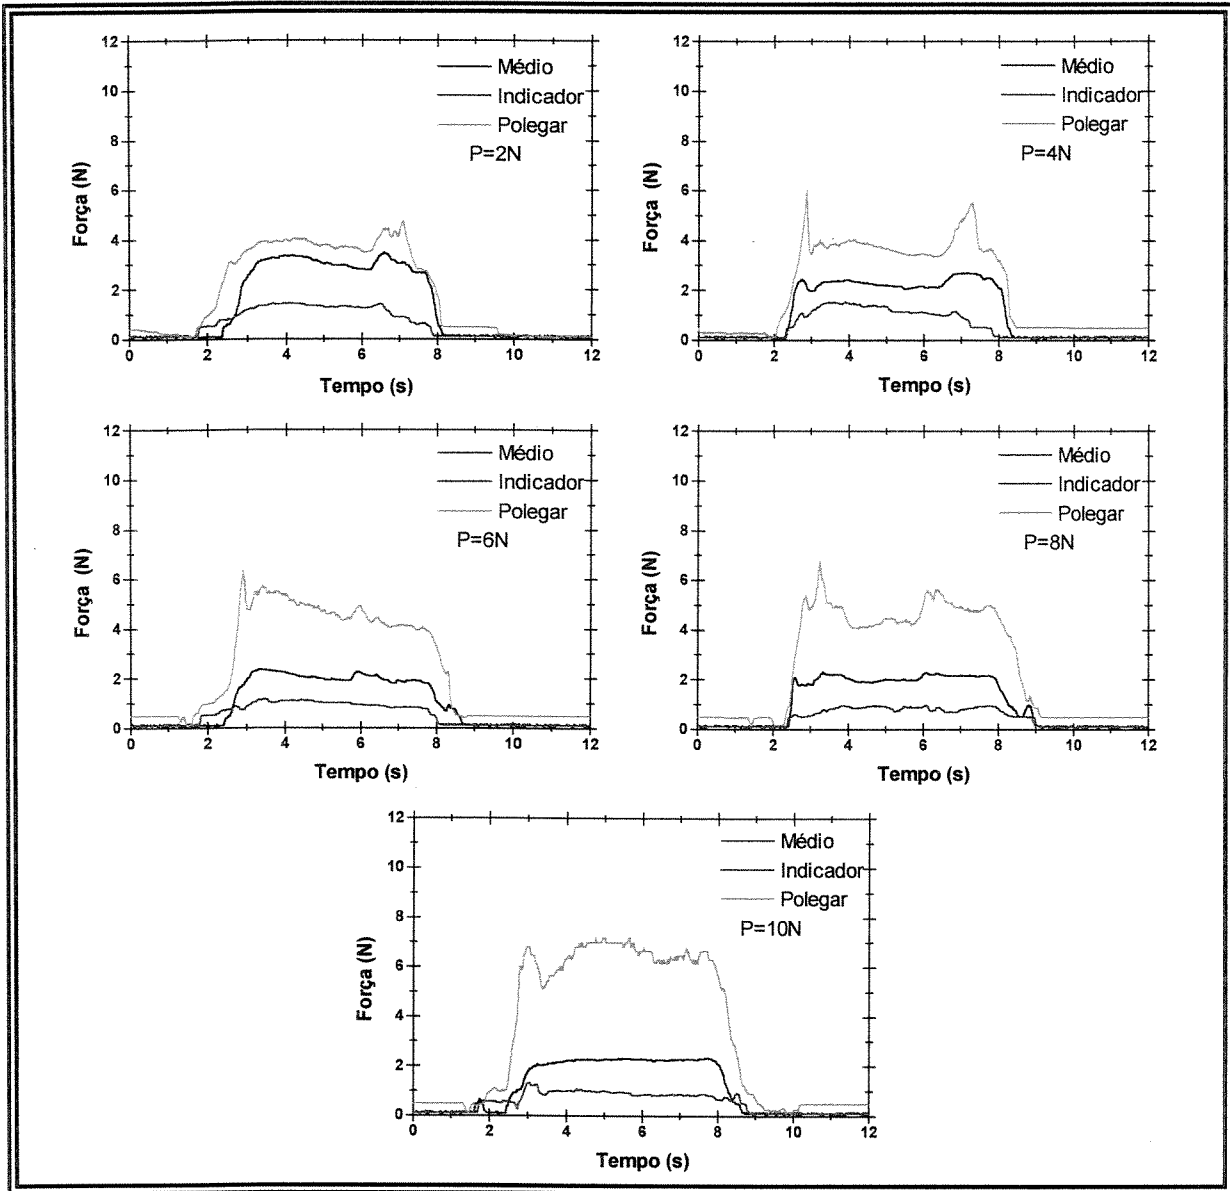 12
10
8
6
4
2
0
Força (N)
Médio
Indicador
Polegar
P=2N
0 2 4 6 8 10 12
Tempo (s)
12
10
8
6
4
2
0
Força (N)
Médio
Indicador
Polegar
P=4N
0 2 4 6 8 10 12
Tempo (s)
12
10
8
6
4
2
0
Força (N)
Médio
Indicador
Polegar
P=6N
0 2 4 6 8 10 12
Tempo (s)
12
10
8
6
4
2
0
Força (N)
Médio
Indicador
Polegar
P=8N
0 2 4 6 8 10 12
Tempo (s)
12
10
8
6
4
2
0
Força (N)
Médio
Indicador
Polegar
P=10N
0 2 4 6 8 10 12
Tempo (s)